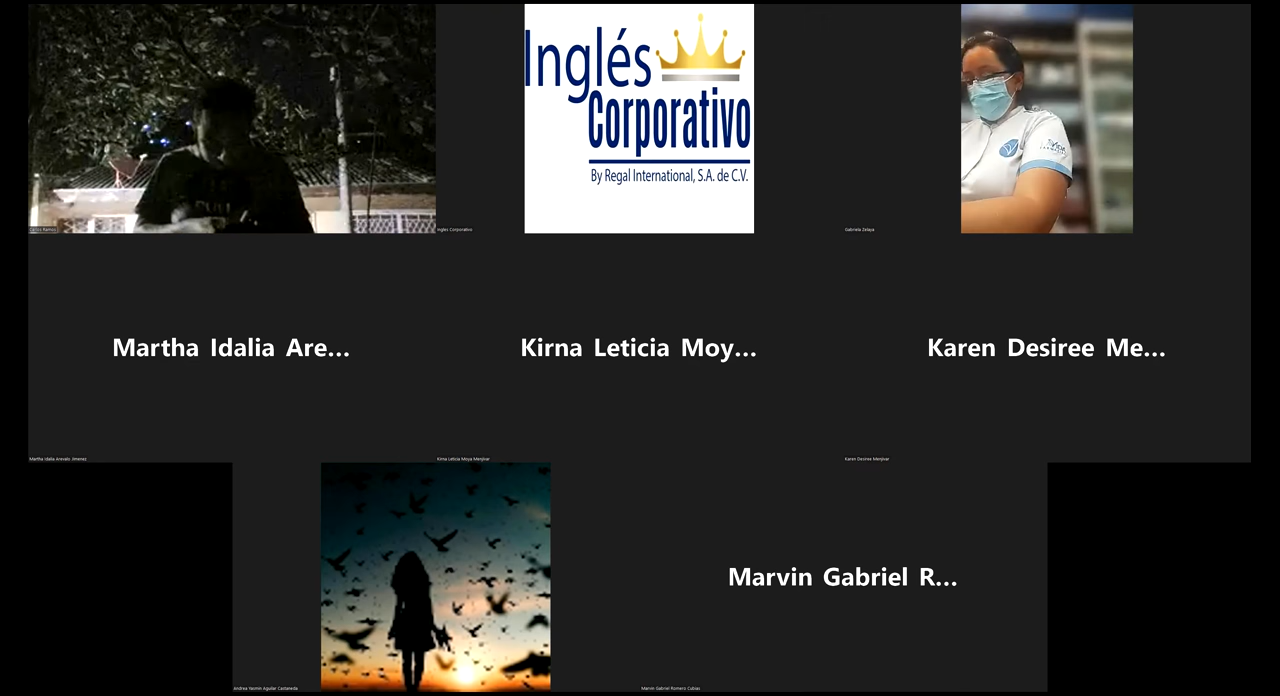 Carlos Ramos
Inglés
Corporativo
By Regal International, S.A. de C.V.
Inglés Corporativo
Gabriela Zelaya
Martha Idalia Are...
Kirna Leticia Moy...
Karen Desiree Me...
Martha Idalia Arevalo Jimenez
Kirna Leticia Moya Menjivar
Karen Desiree Menjivar
Marvin Gabriel R...
Andrea Yazmin Aguilar Castaneda
Marvin Gabriel Romero Cubias